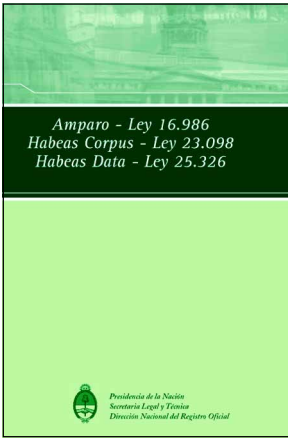 Amparo - Ley 16.986
Habeas Corpus - Ley 23.098
Habeas Data - Ley 25.326
Presidencia de la Nación
Secretaria Legal y Técnica
Dirección Nacional del Registro Oficial